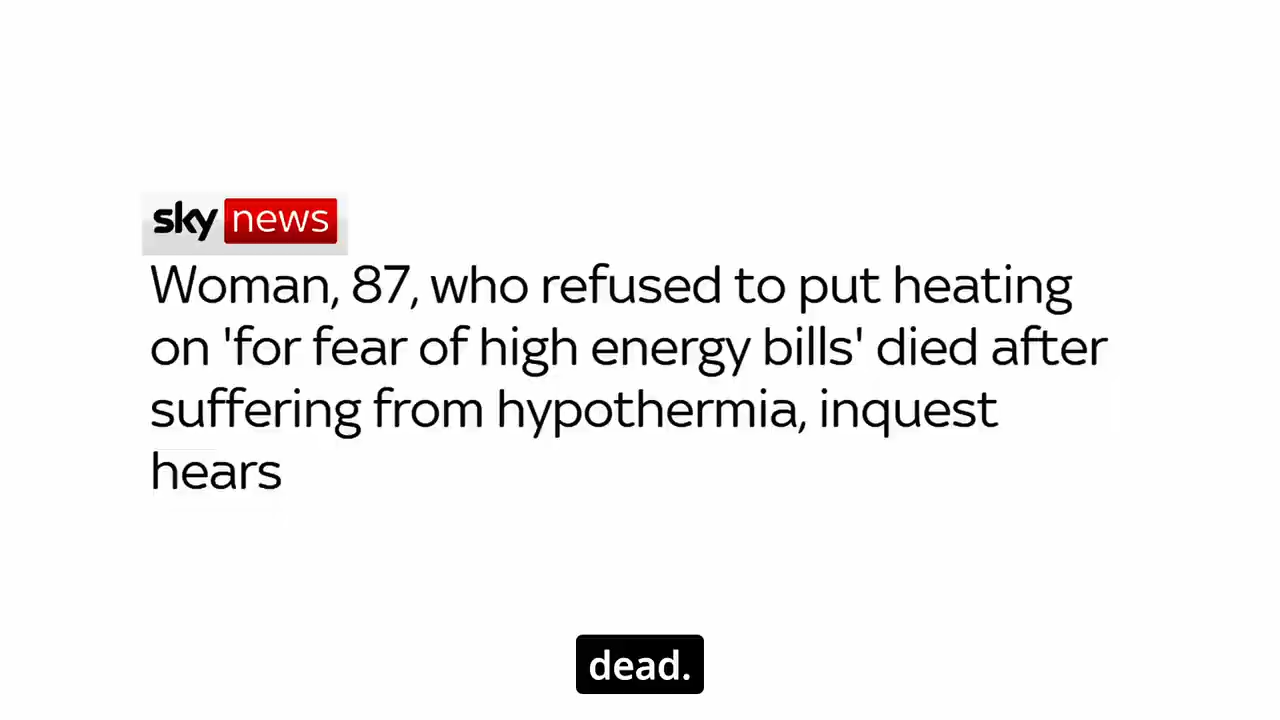 sky news
Woman, 87, who refused to put heating
on 'for fear of high energy bills' died after
suffering from hypothermia, inquest
hears
dead.